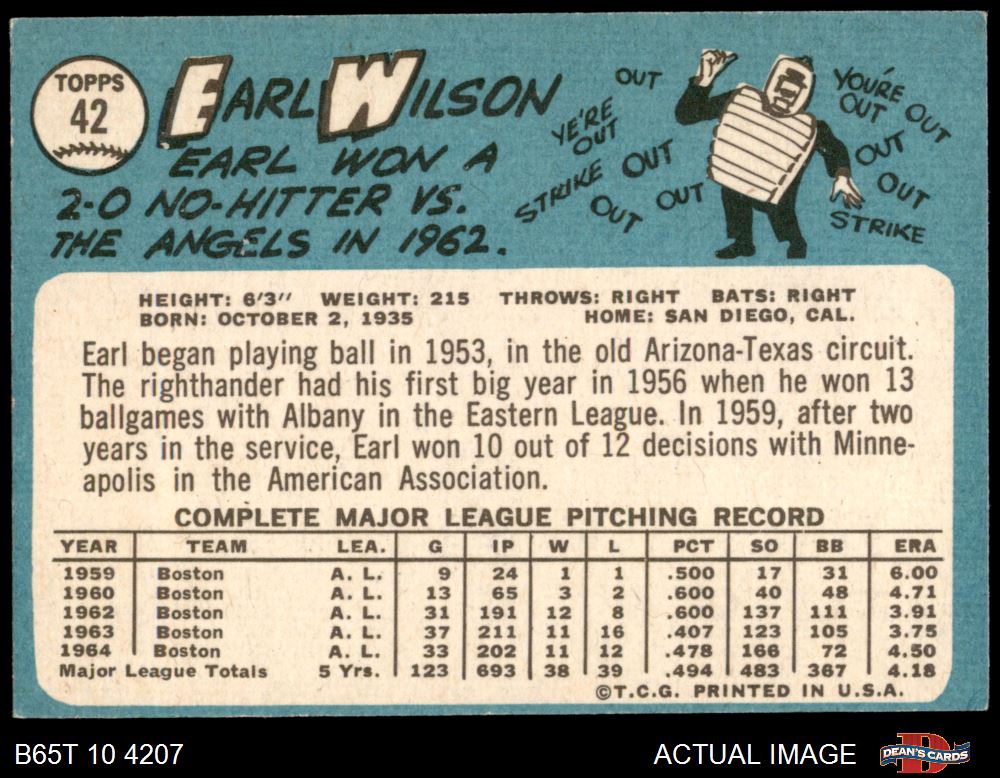 TOPPS
42
EARL WILSON
EARL WON A
2-0 NO-HITTER VS.
THE ANGELS IN 1962.
OUT
YE'RE
OUT
STRIKE
OUT
OUT
OUT
YOU'RE
OUT
OUT
OUT
OUT
STRIKE
HEIGHT: 6'3" WEIGHT: 215 THROWS: RIGHT BATS: RIGHT
BORN: OCTOBER 2, 1935 HOME: SAN DIEGO, CAL.
Earl began playing ball in 1953, in the old Arizona-Texas circuit.
The righthander had his first big year in 1956 when he won 13
ballgames with Albany in the Eastern League. In 1959, after two
years in the service, Earl won 10 out of 12 decisions with Minne-
apolis in the American Association.
COMPLETE MAJOR LEAGUE PITCHING RECORD
YEAR TEAM LEA. G IP W L PCT SO BB ERA
1959 Boston A. L. 9 24 1 1 .500 17 31 6.00
1960 Boston A. L. 13 65 3 2 .600 40 48 4.71
1962 Boston A. L. 31 191 12 8 .600 137 111 3.91
1963 Boston A. L. 37 211 11 16 .407 123 105 3.75
1964 Boston A. L. 33 202 11 12 .478 166 72 4.50
Major League Totals 5 Yrs. 123 693 38 39 .494 483 367 4.18
©T.C.G. PRINTED IN U.S.A.
B65T 10 4207
ACTUAL IMAGE
DEAN'S CARDS